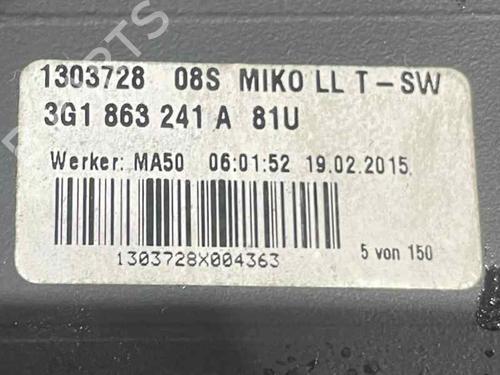 1303728 08S MIKO LL T-SW
3G1 863 241 A 81U
Werker: MA50 06:01:52 19.02.2015
1303728X004363
5 von 150